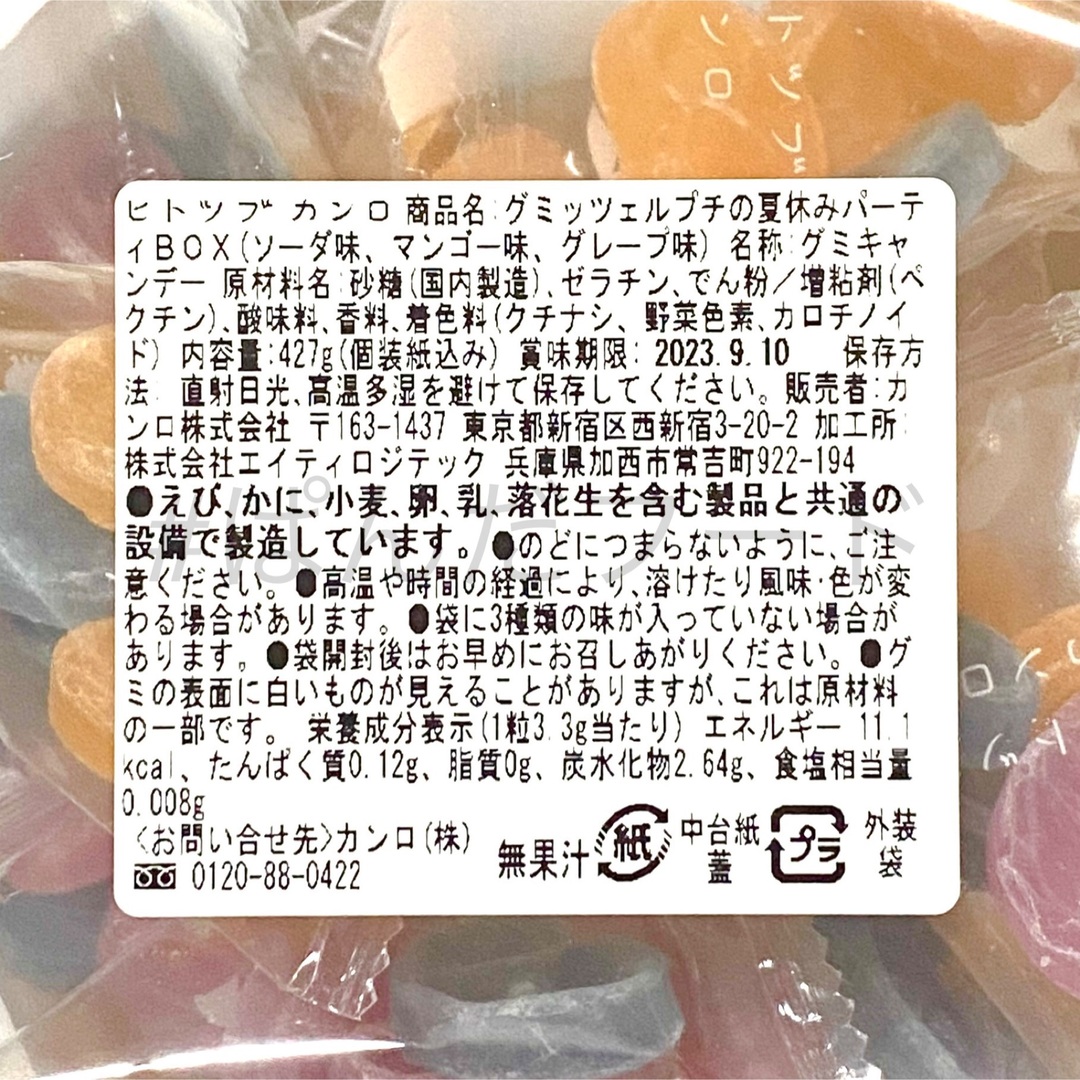 トツブ
ンロ
ヒトツブ カンロ 商品名:グミッツェルプチの夏休みパーテ
ィBOX(ソーダ味、マンゴー味、グレープ味) 名称:グミキャ
ンデー 原材料名:砂糖(国内製造)、ゼラチン、でん粉/増粘剤(ペ
クチン)、酸味料、香料、着色料(クチナシ、野菜色素、カロチノイ
ド) 内容量:427g(個装紙込み) 賞味期限: 2023.9.10 保存方
法: 直射日光、高温多湿を避けて保存してください。販売者:カ
ンロ株式会社 〒163-1437 東京都新宿区西新宿3-20-2 加工所:
株式会社エイティロジテック 兵庫県加西市常吉町922-194
●えび、かに、小麦、卵、乳、落花生を含む製品と共通の
設備で製造しています。●のどにつまらないように、ご注
意ください。●高温や時間の経過により、溶けたり風味・色が変
わる場合があります。●袋に3種類の味が入っていない場合が
あります。●袋開封後はお早めにお召しあがりください。●グ
ミの表面に白いものが見えることがありますが、これは原材料
の一部です。 栄養成分表示(1粒3.3g当たり) エネルギー 11.1
kcal、たんぱく質0.12g、脂質0g、炭水化物2.64g、食塩相当量
0.008g
〈お問い合せ先〉カンロ(株)
0120-88-0422
無果汁
紙
中台紙
蓋
プラ
外装
袋
#ぱんだフード